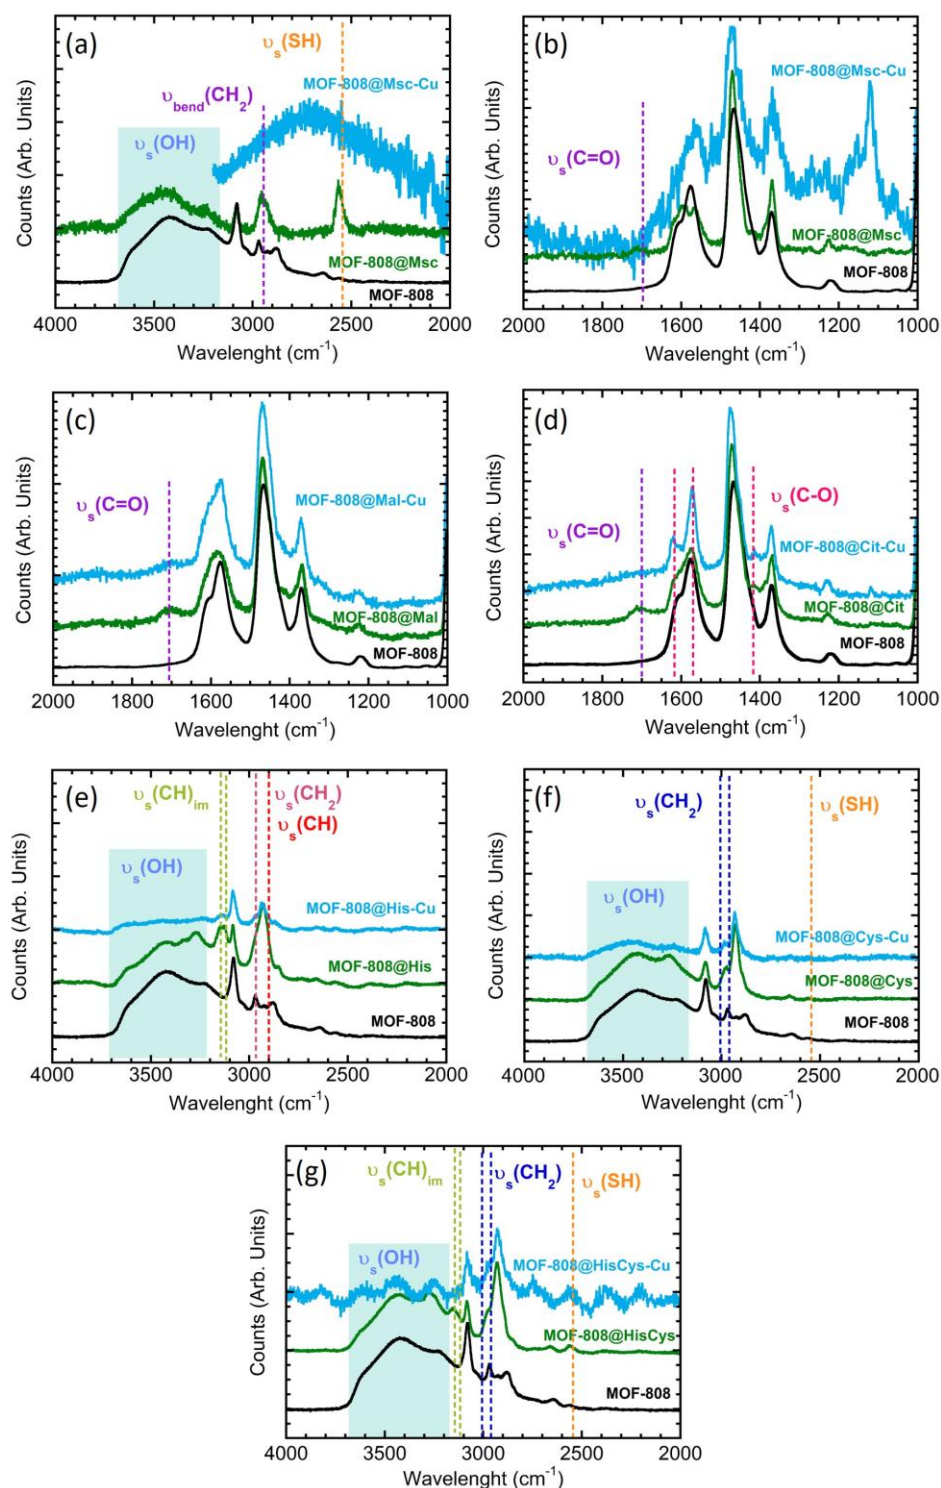 (a)
υs(SH)
MOF-808@Msc-Cu
υbend(CH2)
υs(OH)
MOF-808@Msc
MOF-808
Counts (Arb. Units)
4000 3500 3000 2500 2000
Wavelenght (cm-1)
(b)
MOF-808@Msc-Cu
υs(C=O)
MOF-808@Msc
MOF-808
Counts (Arb. Units)
2000 1800 1600 1400 1200 1000
Wavelenght (cm-1)
(c)
υs(C=O)
MOF-808@Mal-Cu
MOF-808@Mal
MOF-808
Counts (Arb. Units)
2000 1800 1600 1400 1200 1000
Wavelenght (cm-1)
(d)
υs(C-O)
υs(C=O)
MOF-808@Cit-Cu
MOF-808@Cit
MOF-808
Counts (Arb. Units)
2000 1800 1600 1400 1200 1000
Wavelenght (cm-1)
(e)
υs(CH)im
υs(CH2)
υs(CH)
υs(OH)
MOF-808@His-Cu
MOF-808@His
MOF-808
Counts (Arb. Units)
4000 3500 3000 2500 2000
Wavelenght (cm-1)
(f)
υs(CH2)
υs(SH)
υs(OH)
MOF-808@Cys-Cu
MOF-808@Cys
MOF-808
Counts (Arb. Units)
4000 3500 3000 2500 2000
Wavelenght (cm-1)
(g)
υs(CH)im
υs(CH2)
υs(SH)
υs(OH)
MOF-808@HisCys-Cu
MOF-808@HisCys
MOF-808
Counts (Arb. Units)
4000 3500 3000 2500 2000
Wavelenght (cm-1)